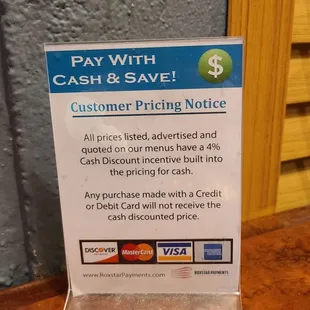 PAY WITH
CASH & SAVE!
$
Customer Pricing Notice
All prices listed, advertised and
quoted on our menus have a 4%
Cash Discount incentive built into
the pricing for cash.
Any purchase made with a Credit
or Debit Card will not receive the
cash discounted price.
DISCOVER MasterCard VISA
www.RoxstarPayments.com ROXSTAR PAYMENTS